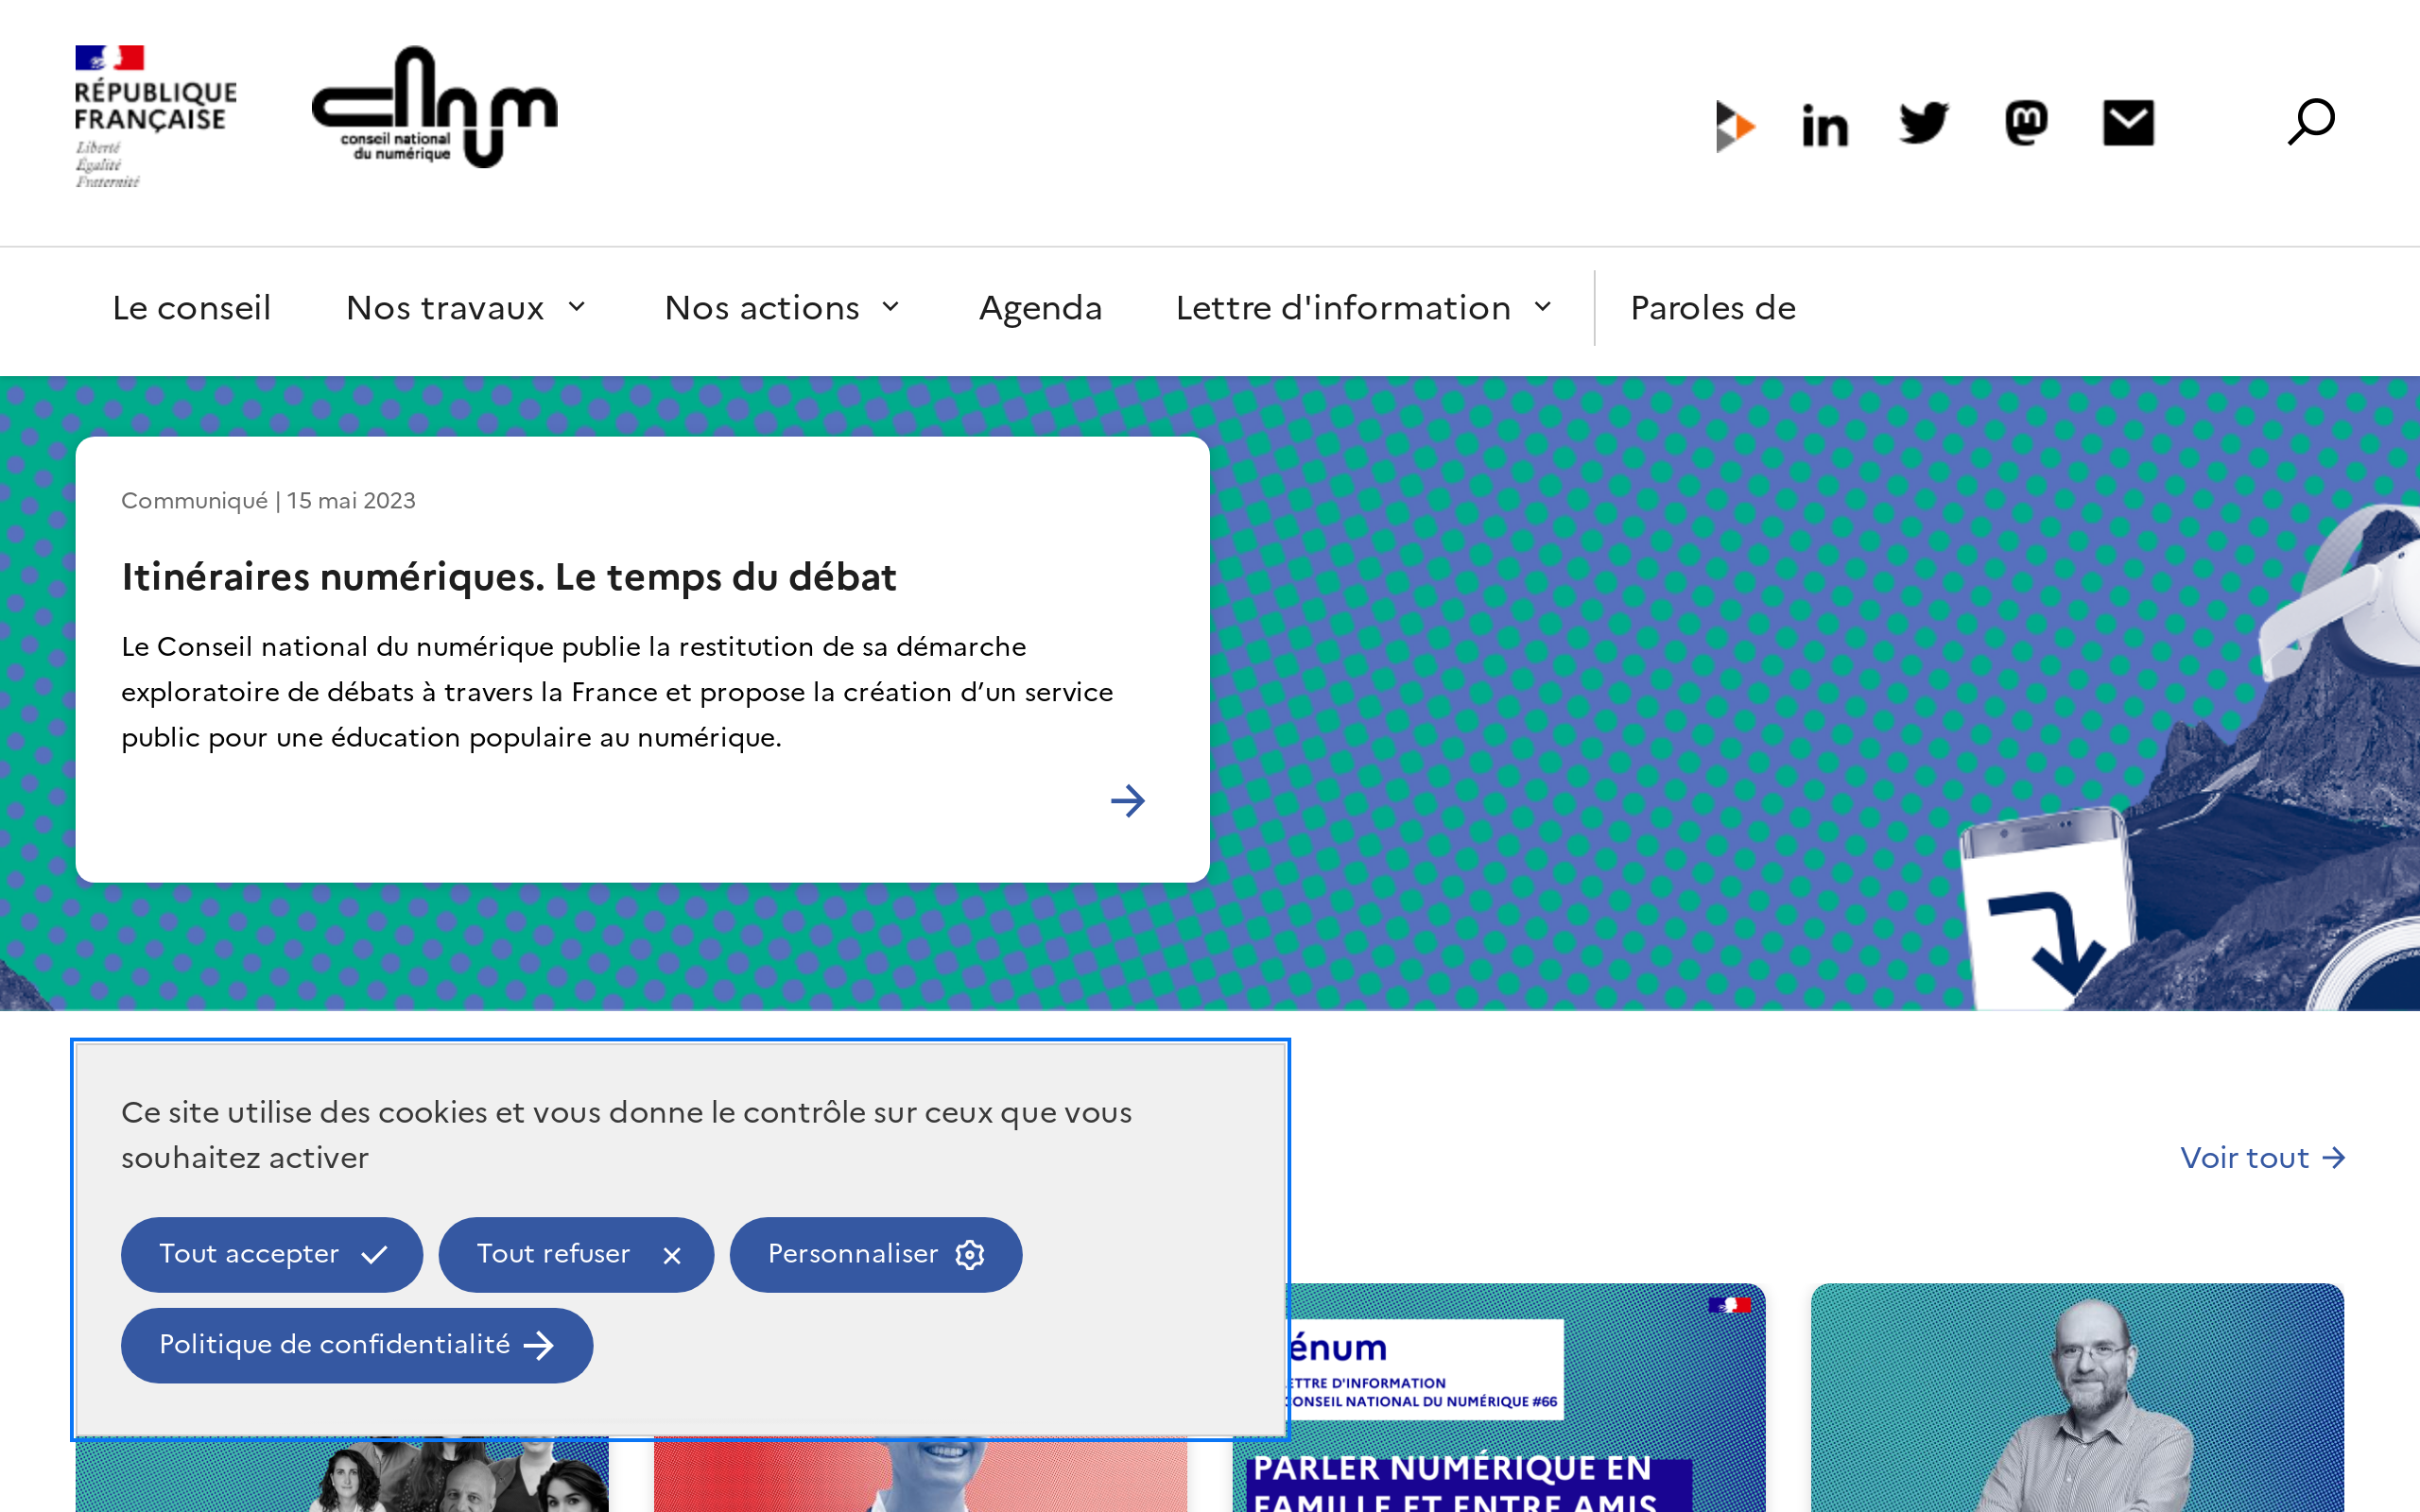 RÉPUBLIQUE
FRANÇAISE
Liberté
Égalité
Fraternité
conseil national
du numérique
Le conseil
Nos travaux
Nos actions
Agenda
Lettre d'information
Paroles de
Communiqué | 15 mai 2023
Itinéraires numériques. Le temps du débat
Le Conseil national du numérique publie la restitution de sa démarche
exploratoire de débats à travers la France et propose la création d’un service
public pour une éducation populaire au numérique.
Ce site utilise des cookies et vous donne le contrôle sur ceux que vous
souhaitez activer
Tout accepter
Tout refuser
Personnaliser
Politique de confidentialité
Voir tout
énum
ETTRE D'INFORMATION
CONSEIL NATIONAL DU NUMÉRIQUE #66
PARLER NUMÉRIQUE EN
FAMILLE ET ENTRE AMIS